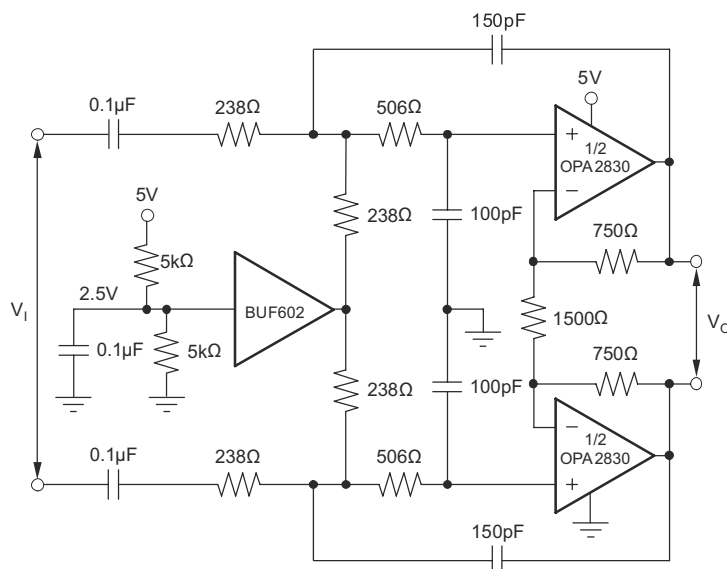 150pF
5V
0.1µF
238Ω
506Ω
+
1/2
OPA2830
−
5V
238Ω
100pF
750Ω
5kΩ
2.5V
BUF602
V_I
1500Ω
V_O
0.1µF
5kΩ
238Ω
100pF
750Ω
−
1/2
OPA2830
+
0.1µF
238Ω
506Ω
150pF